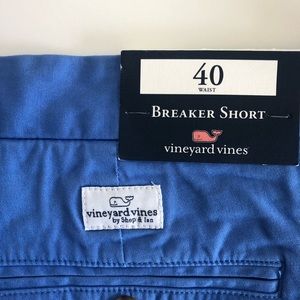 40
WAIST
BREAKER SHORT
vineyard vines
vineyard vines
by Shep & Ian